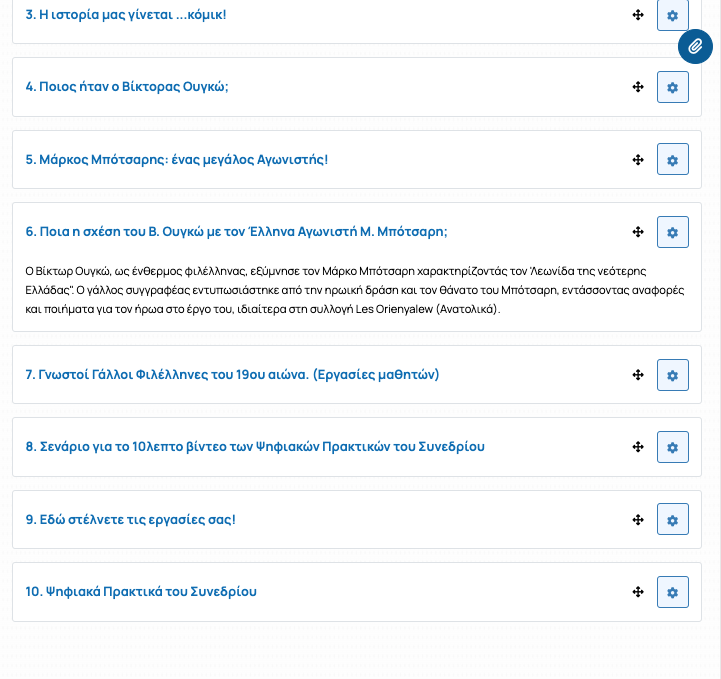 3. Η ιστορία μας γίνεται ...κόμικ!
4. Ποιος ήταν ο Βίκτορας Ουγκώ;
5. Μάρκος Μπότσαρης: ένας μεγάλος Αγωνιστής!
6. Ποια η σχέση του Β. Ουγκώ με τον Έλληνα Αγωνιστή Μ. Μπότσαρη;
Ο Βίκτωρ Ουγκώ, ως ένθερμος φιλέλληνας, εξύμνησε τον Μάρκο Μπότσαρη χαρακτηρίζοντάς τον "Λεωνίδα της νεότερης
Ελλάδας". Ο γάλλος συγγραφέας εντυπωσιάστηκε από την ηρωική δράση και τον θάνατο του Μπότσαρη, εντάσσοντας αναφορές
και ποιήματα για τον ήρωα στο έργο του, ιδιαίτερα στη συλλογή Les Orienyalew (Ανατολικά).
7. Γνωστοί Γάλλοι Φιλέλληνες του 19ου αιώνα. (Εργασίες μαθητών)
8. Σενάριο για το 10λεπτο βίντεο των Ψηφιακών Πρακτικών του Συνεδρίου
9. Εδώ στέλνετε τις εργασίες σας!
10. Ψηφιακά Πρακτικά του Συνεδρίου